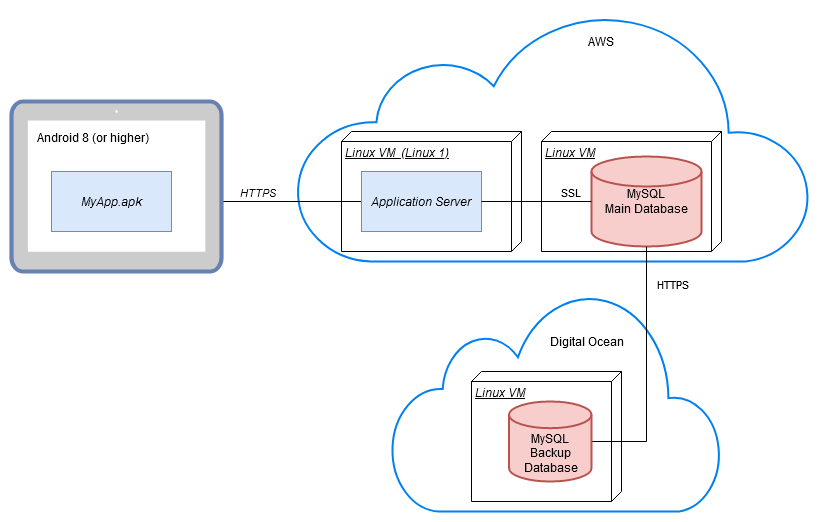 AWS
Android 8 (or higher)
MyApp.apk
HTTPS
Linux VM (Linux 1)
Application Server
SSL
Linux VM
MySQL
Main Database
HTTPS
Digital Ocean
Linux VM
MySQL
Backup
Database